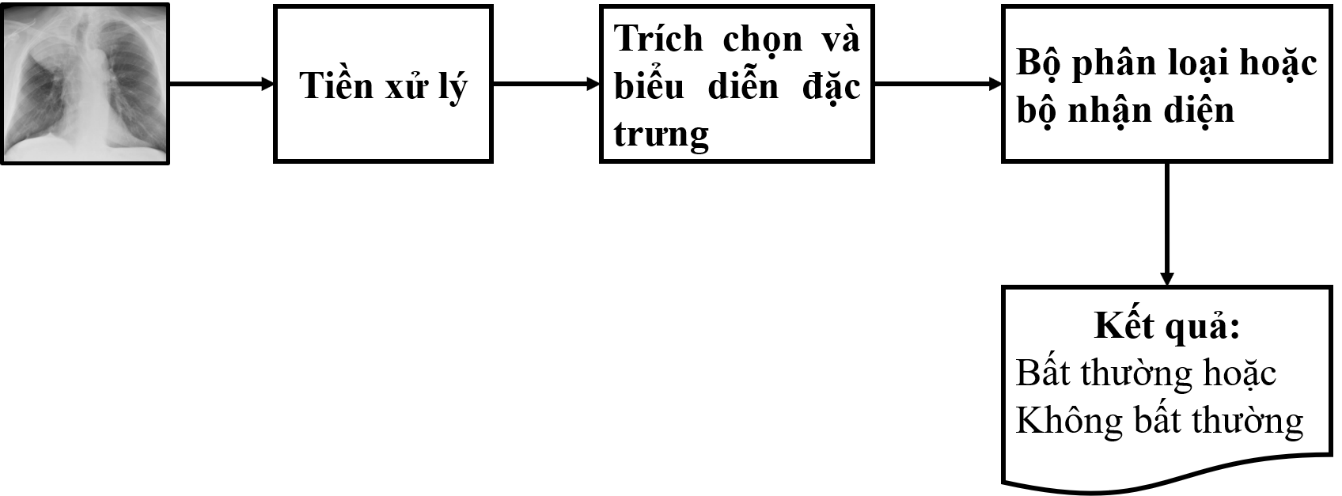 Tiền xử lý
Trích chọn và
biểu diễn đặc
trưng
Bộ phân loại hoặc
bộ nhận diện
Kết quả:
Bất thường hoặc
Không bất thường